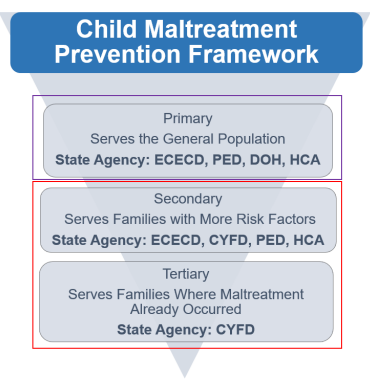 Child Maltreatment
Prevention Framework
Primary
Serves the General Population
State Agency: ECECD, PED, DOH, HCA
Secondary
Serves Families with More Risk Factors
State Agency: ECECD, CYFD, PED, HCA
Tertiary
Serves Families Where Maltreatment
Already Occurred
State Agency: CYFD